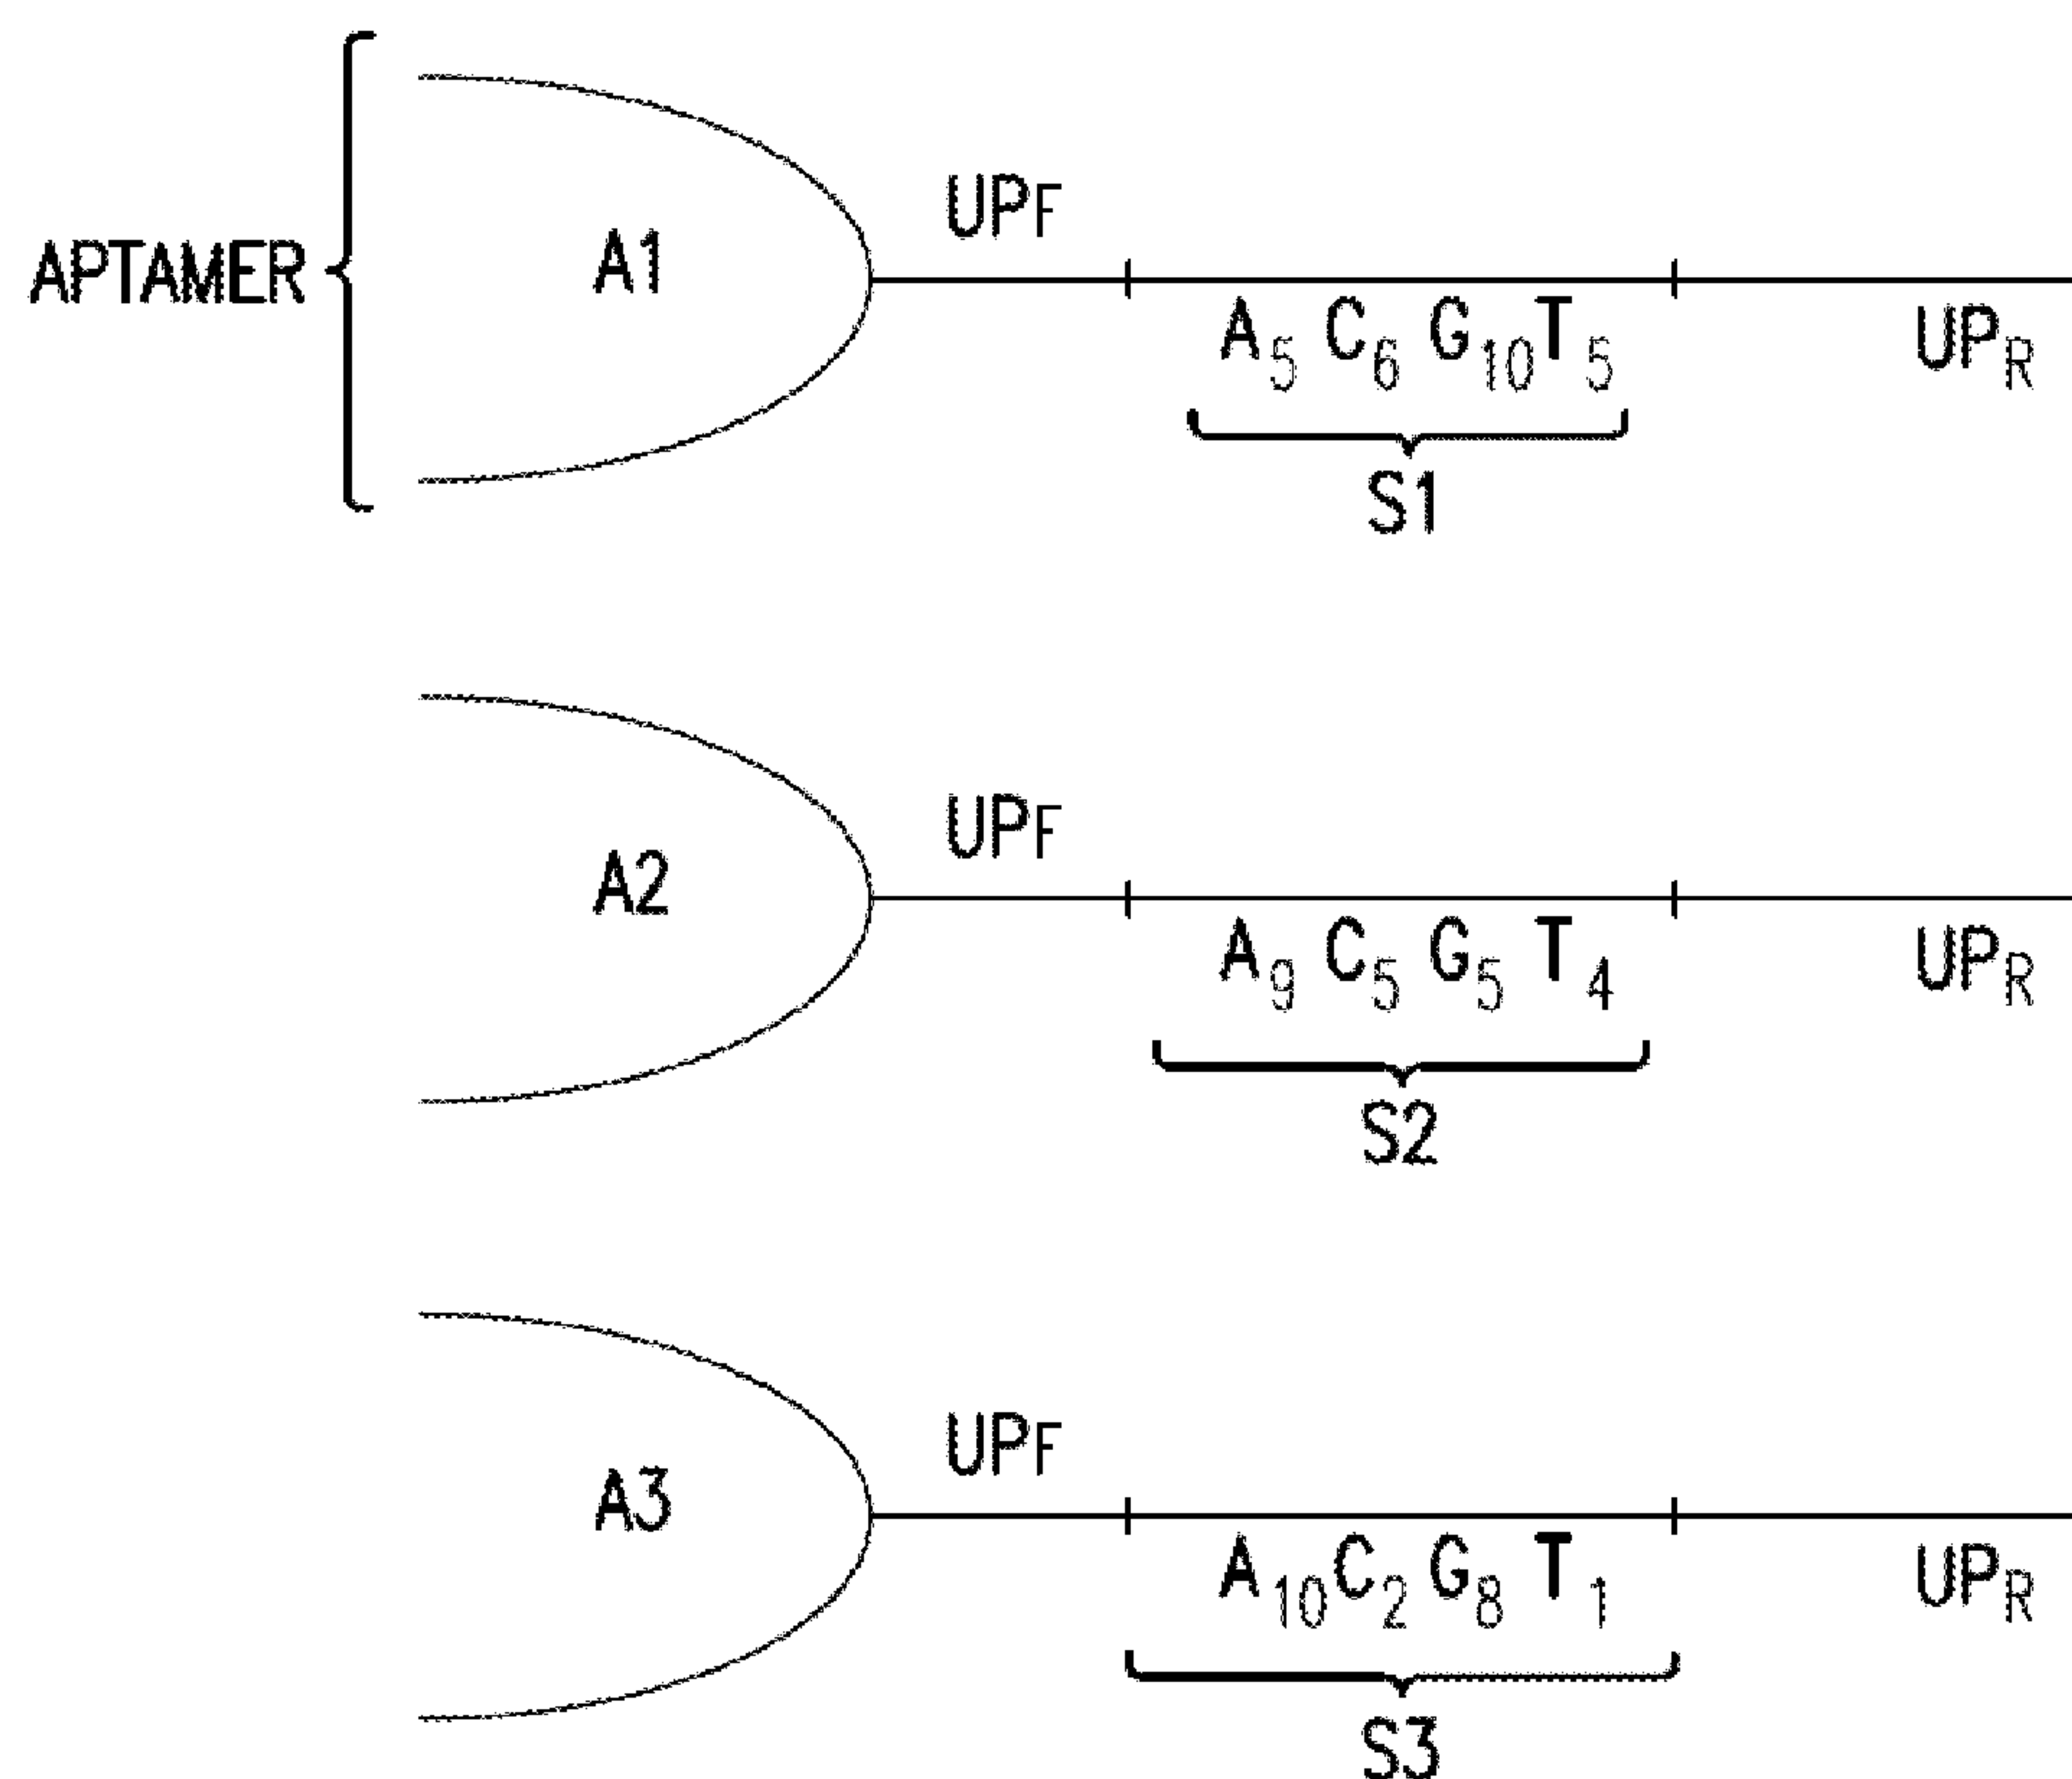 UPF
APTAMER A1
A5 C6 G10 T5 UPR
S1
UPF
A2
A9 C5 G5 T4 UPR
S2
UPF
A3
A10 C2 G8 T1 UPR
S3